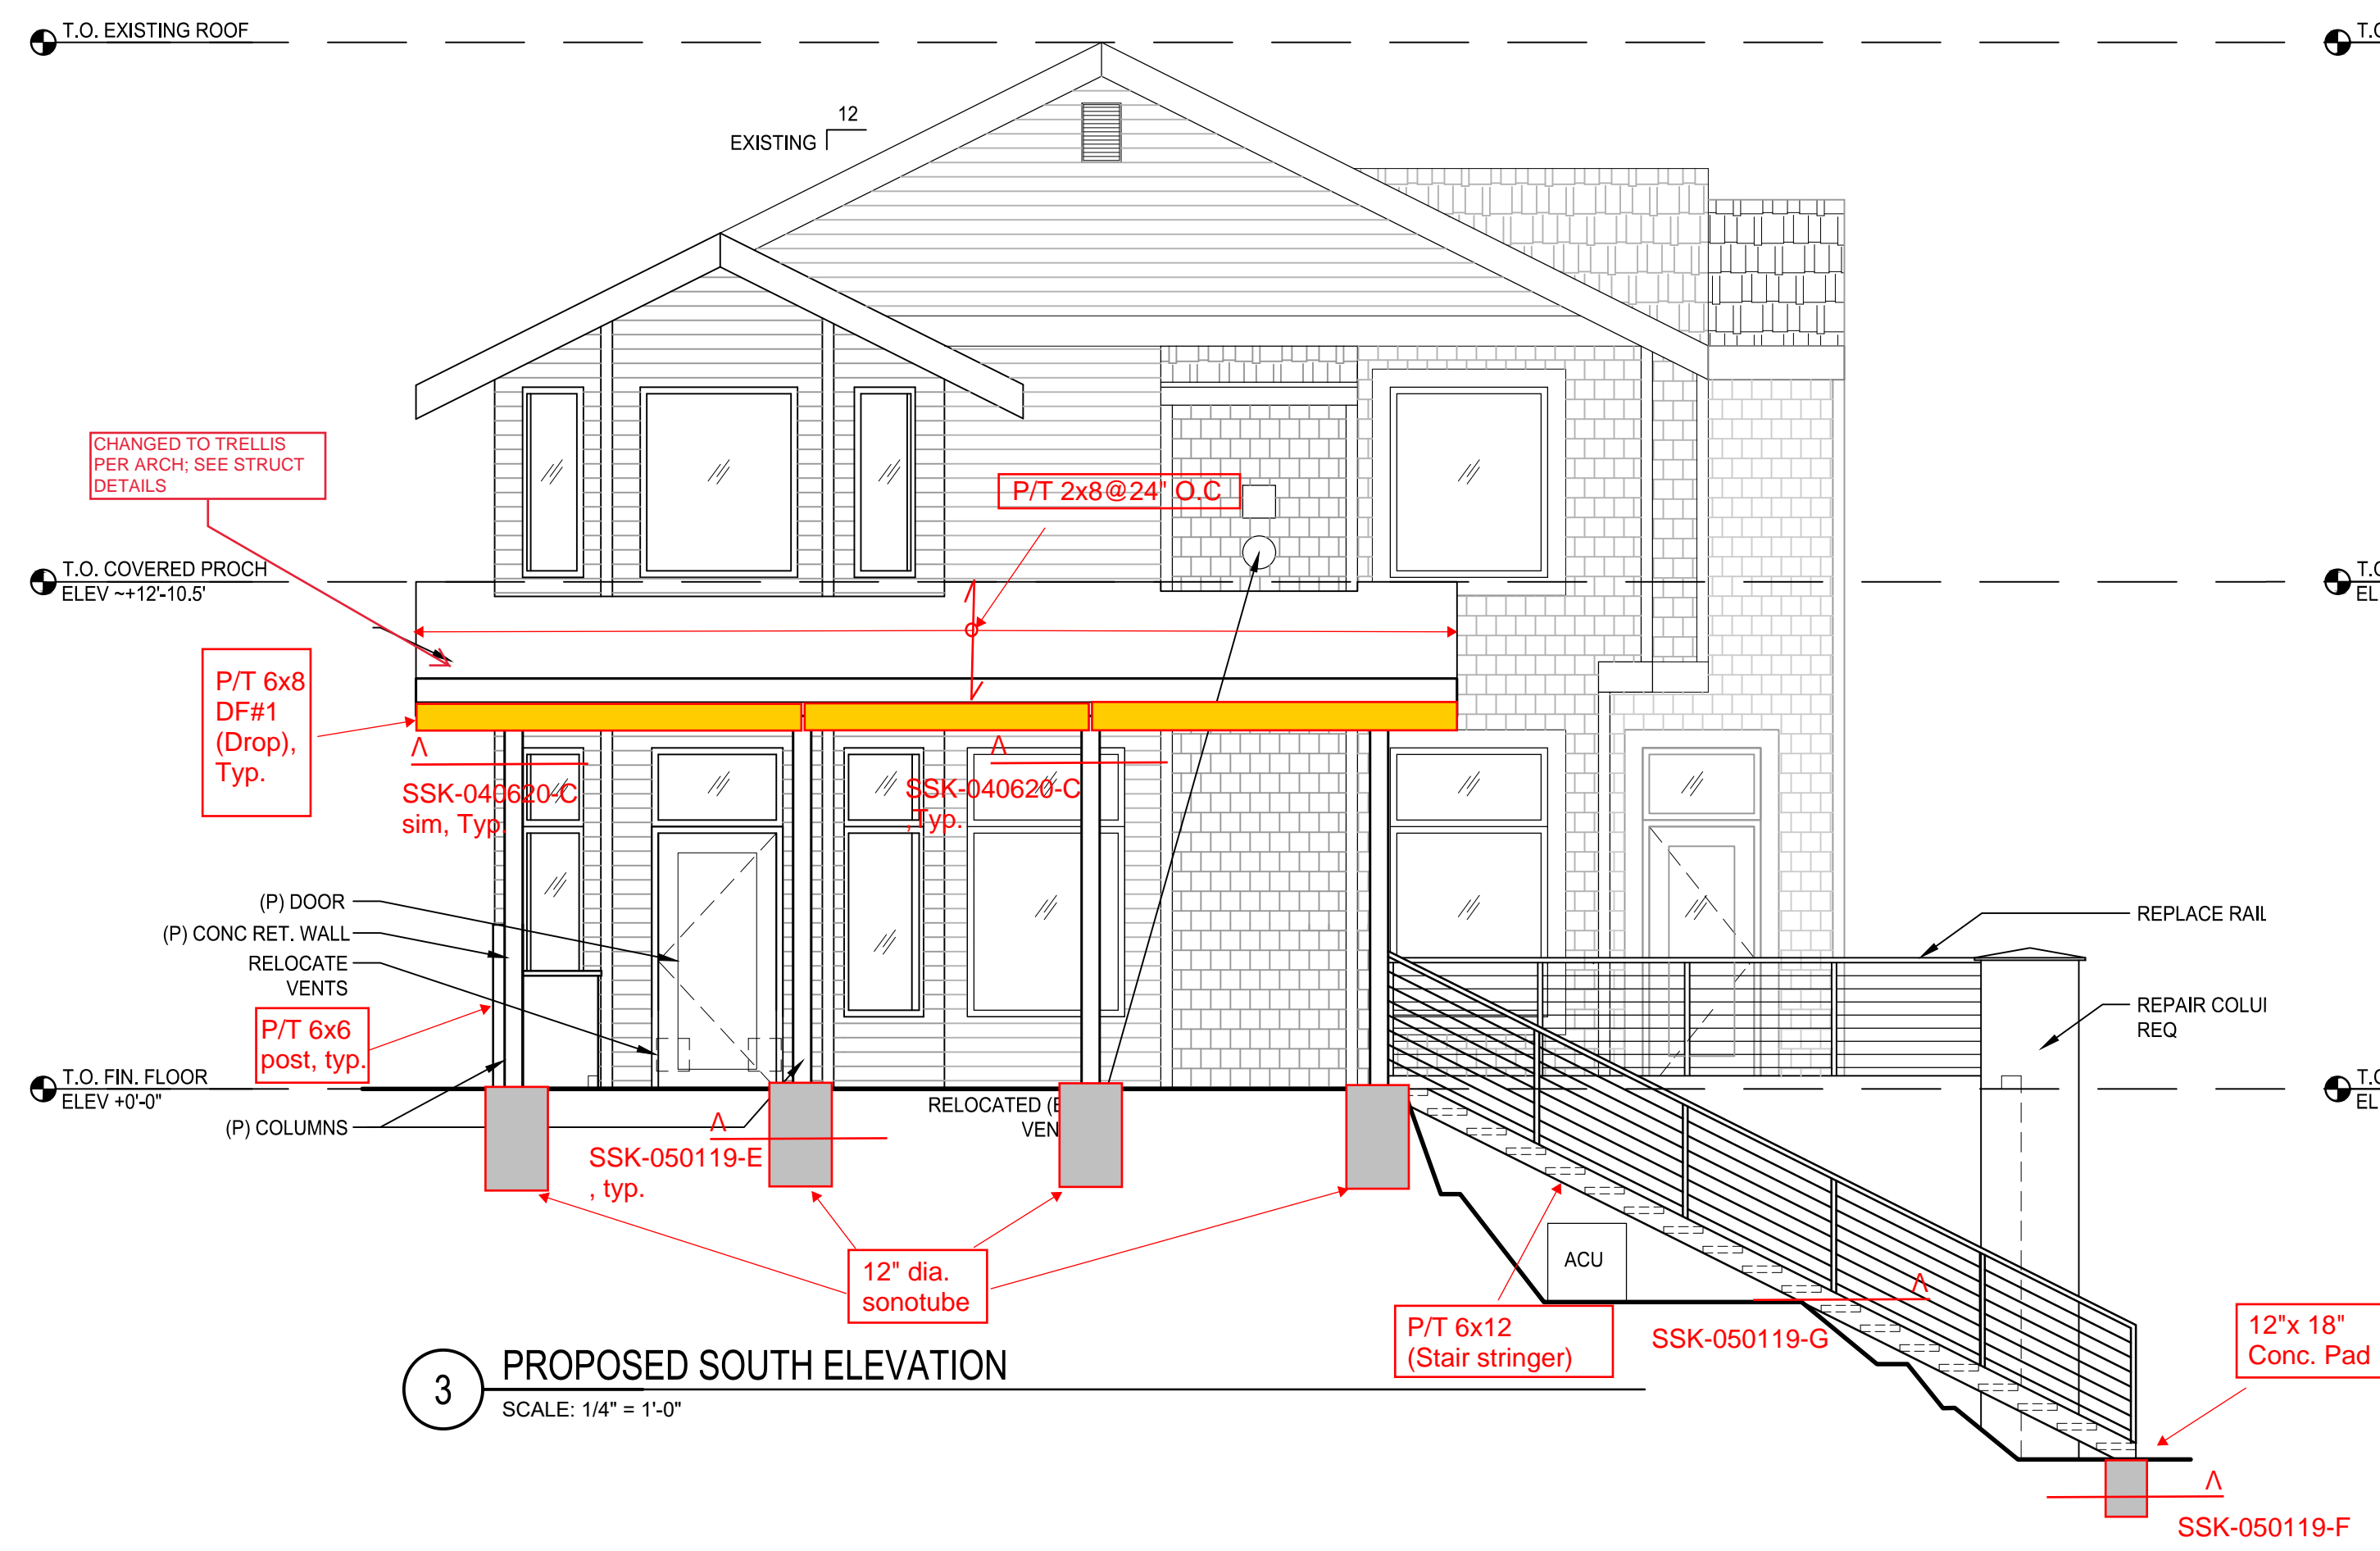 T.O. EXISTING ROOF
12
EXISTING
CHANGED TO TRELLIS
PER ARCH; SEE STRUCT
DETAILS
P/T 2x8@24" O.C
T.O. COVERED PROCH
ELEV ~+12'-10.5'
P/T 6x8
DF#1
(Drop),
Typ.
SSK-040620-C
sim, Typ.
SSK-040620-C
, Typ.
(P) DOOR
(P) CONC RET. WALL
RELOCATE
VENTS
P/T 6x6
post, typ.
REPLACE RAIL
REPAIR
REQ
T.O. FIN. FLOOR
ELEV +0'-0"
(P) COLUMNS
RELOCATED
SSK-050119-E
, typ.
12" dia.
sonotube
ACU
P/T 6x12
(Stair stringer)
SSK-050119-G
12"x 18"
Conc. Pad
3
PROPOSED SOUTH ELEVATION
SCALE: 1/4" = 1'-0"
SSK-050119-F